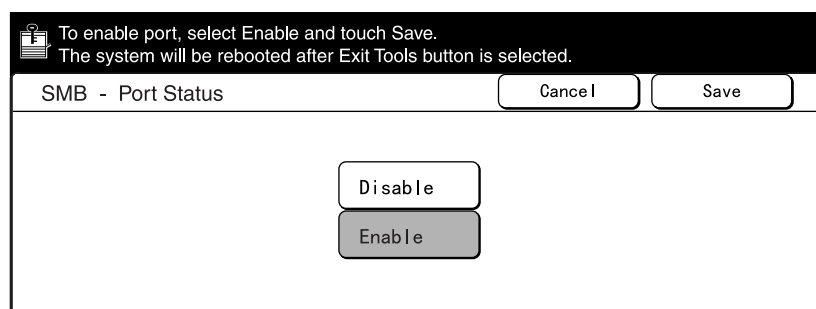 To enable port, select Enable and touch Save.
The system will be rebooted after Exit Tools button is selected.
SMB - Port Status
Cancel
Save
Disable
Enable